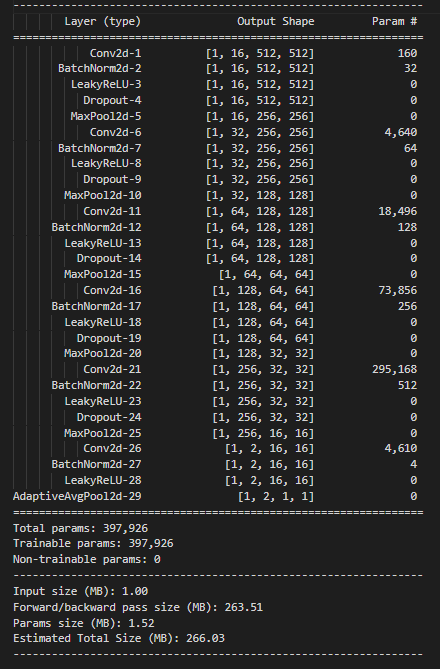 ----------------------------------------------------------------
Layer (type) Output Shape Param #
================================================================
Conv2d-1 [1, 16, 512, 512] 160
BatchNorm2d-2 [1, 16, 512, 512] 32
LeakyReLU-3 [1, 16, 512, 512] 0
Dropout-4 [1, 16, 512, 512] 0
MaxPool2d-5 [1, 16, 256, 256] 0
Conv2d-6 [1, 32, 256, 256] 4,640
BatchNorm2d-7 [1, 32, 256, 256] 64
LeakyReLU-8 [1, 32, 256, 256] 0
Dropout-9 [1, 32, 256, 256] 0
MaxPool2d-10 [1, 32, 128, 128] 0
Conv2d-11 [1, 64, 128, 128] 18,496
BatchNorm2d-12 [1, 64, 128, 128] 128
LeakyReLU-13 [1, 64, 128, 128] 0
Dropout-14 [1, 64, 128, 128] 0
MaxPool2d-15 [1, 64, 64, 64] 0
Conv2d-16 [1, 128, 64, 64] 73,856
BatchNorm2d-17 [1, 128, 64, 64] 256
LeakyReLU-18 [1, 128, 64, 64] 0
Dropout-19 [1, 128, 64, 64] 0
MaxPool2d-20 [1, 128, 32, 32] 0
Conv2d-21 [1, 256, 32, 32] 295,168
BatchNorm2d-22 [1, 256, 32, 32] 512
LeakyReLU-23 [1, 256, 32, 32] 0
Dropout-24 [1, 256, 32, 32] 0
MaxPool2d-25 [1, 256, 16, 16] 0
Conv2d-26 [1, 2, 16, 16] 4,610
BatchNorm2d-27 [1, 2, 16, 16] 4
LeakyReLU-28 [1, 2, 16, 16] 0
AdaptiveAvgPool2d-29 [1, 2, 1, 1] 0
================================================================
Total params: 397,926
Trainable params: 397,926
Non-trainable params: 0
----------------------------------------------------------------
Input size (MB): 1.00
Forward/backward pass size (MB): 263.51
Params size (MB): 1.52
Estimated Total Size (MB): 266.03
----------------------------------------------------------------